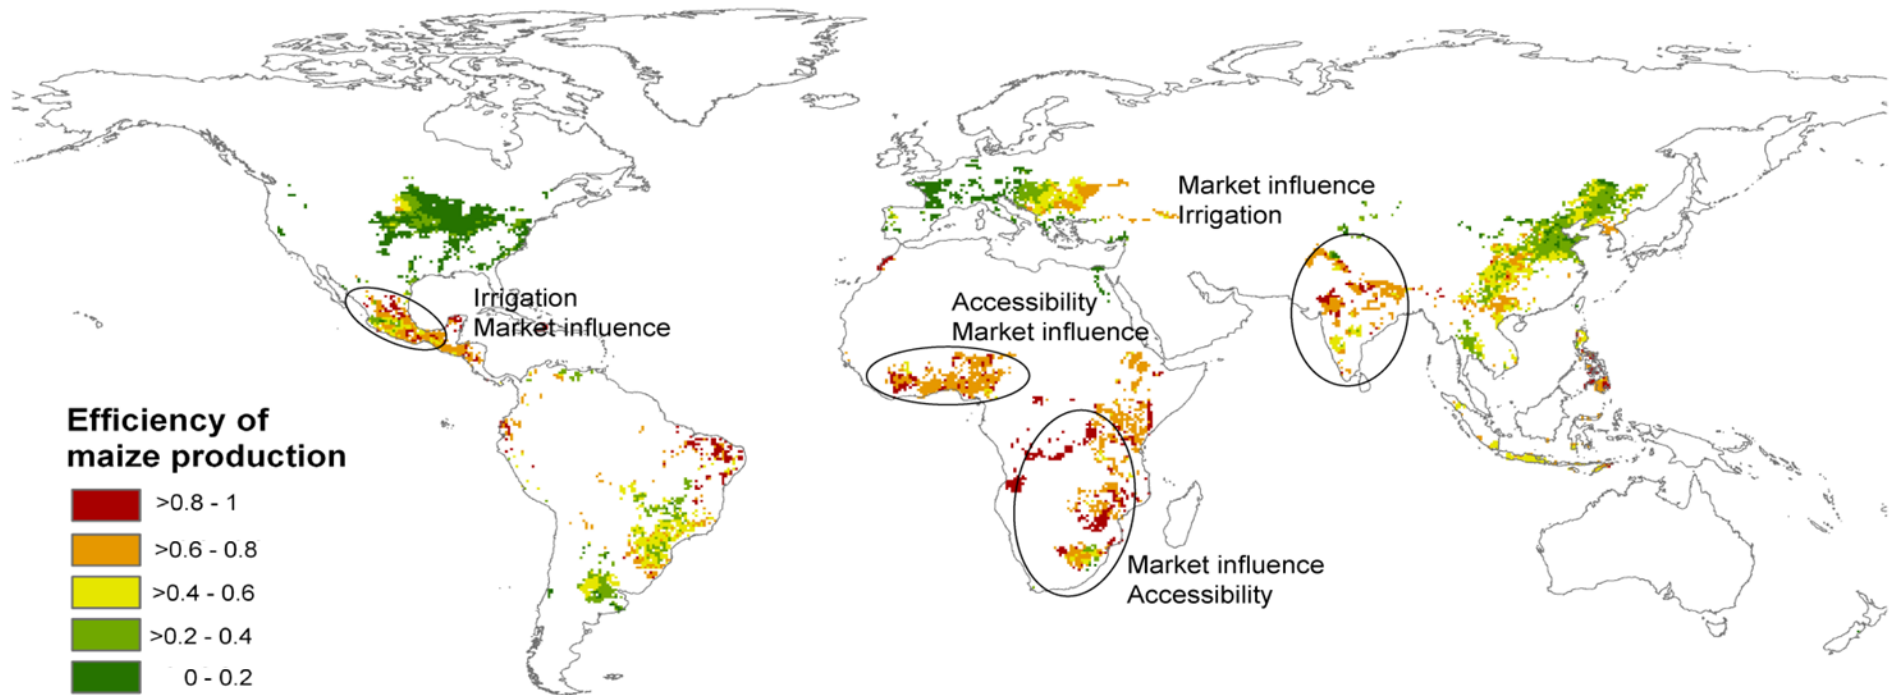 Market influence
Irrigation
Irrigation
Market influence
Accessibility
Market influence
Market influence
Accessibility
Efficiency of
maize production
>0.8 - 1
>0.6 - 0.8
>0.4 - 0.6
>0.2 - 0.4
0 - 0.2